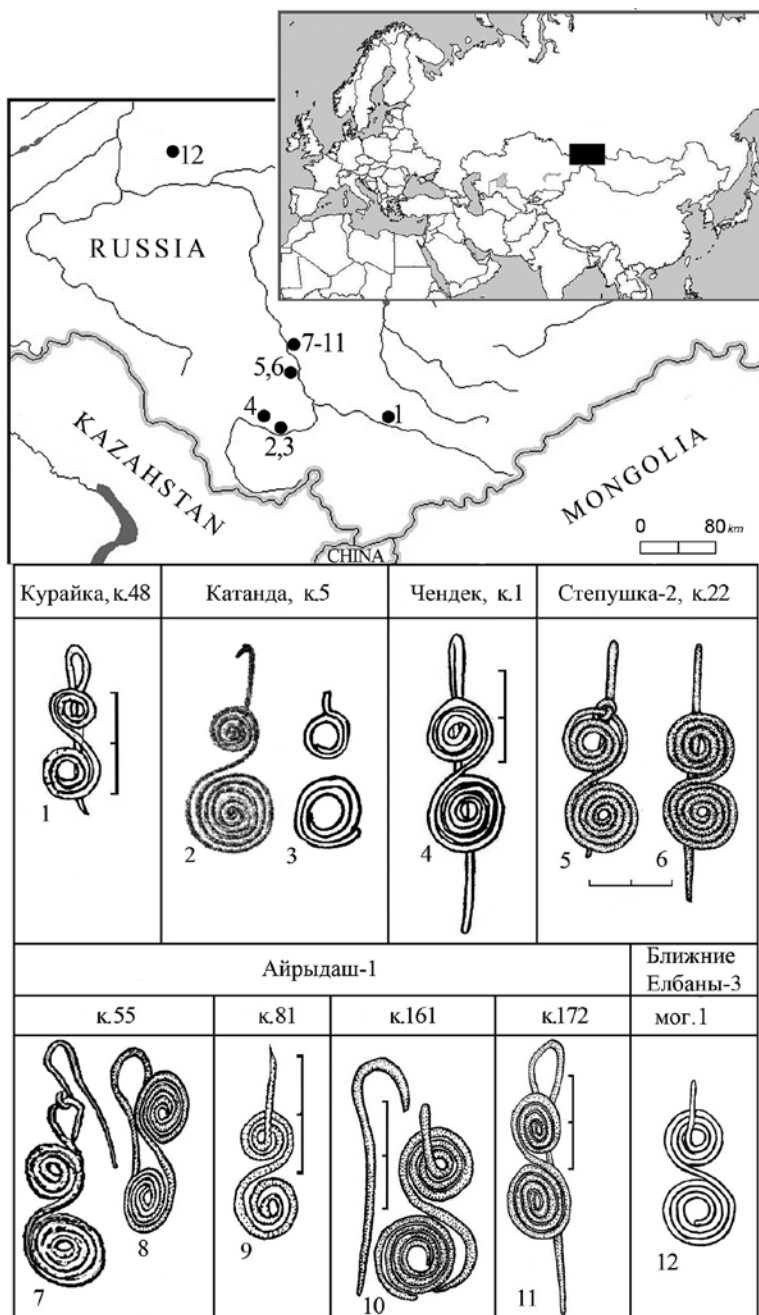 12
RUSSIA
7-11
5,6
4
1
2,3
KAZAHSTAN
MONGOLIA
0 80 км
CHINA
Курайка, к.48
Катанда, к.5
Чендек, к.1
Степушка-2, к.22
1
2
3
4
5
6
Айрыдаш-1
Ближние
Елбаны-3
к.55
к.81
к.161
к.172
мог.1
7
8
9
10
11
12